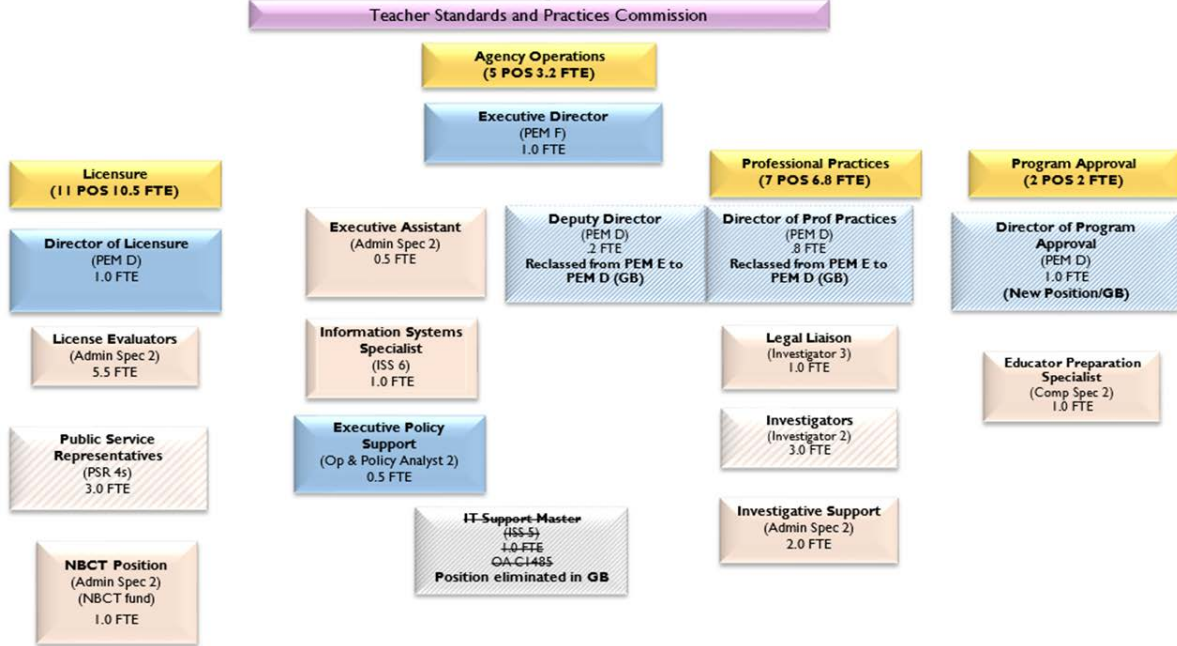 Teacher Standards and Practices Commission
Agency Operations
(5 POS 3.2 FTE)
Executive Director
(PEM F)
1.0 FTE
Licensure
(11 POS 10.5 FTE)
Director of Licensure
(PEM D)
1.0 FTE
License Evaluators
(Admin Spec 2)
5.5 FTE
Public Service
Representatives
(PSR 4s)
3.0 FTE
NBCT Position
(Admin Spec 2)
(NBCT fund)
1.0 FTE
Executive Assistant
(Admin Spec 2)
0.5 FTE
Information Systems
Specialist
(ISS 6)
1.0 FTE
Executive Policy
Support
(Op & Policy Analyst 2)
0.5 FTE
Deputy Director
(PEM D)
.2 FTE
Reclassed from PEM E to
PEM D (GB)
IT Support Master
(ISS 5)
1.0 FTE
OA C1485
Position eliminated in GB
Professional Practices
(7 POS 6.8 FTE)
Director of Prof Practices
(PEM D)
.8 FTE
Reclassed from PEM E to
PEM D (GB)
Legal Liaison
(Investigator 3)
1.0 FTE
Investigators
(Investigator 2)
3.0 FTE
Investigative Support
(Admin Spec 2)
2.0 FTE
Program Approval
(2 POS 2 FTE)
Director of Program
Approval
(PEM D)
1.0 FTE
(New Position/GB)
Educator Preparation
Specialist
(Comp Spec 2)
1.0 FTE